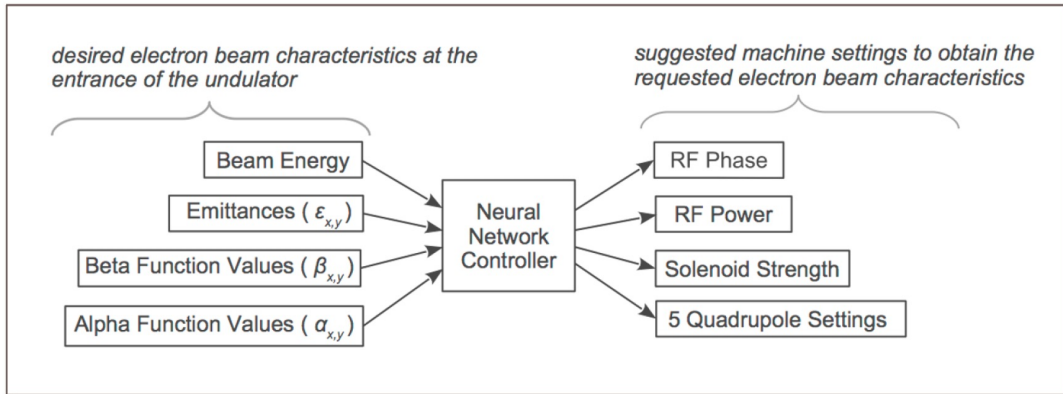 desired electron beam characteristics at the
entrance of the undulator
suggested machine settings to obtain the
requested electron beam characteristics
Beam Energy
Emittances ( εx,y)
Beta Function Values ( βx,y)
Alpha Function Values ( αx,y)
Neural
Network
Controller
RF Phase
RF Power
Solenoid Strength
5 Quadrupole Settings